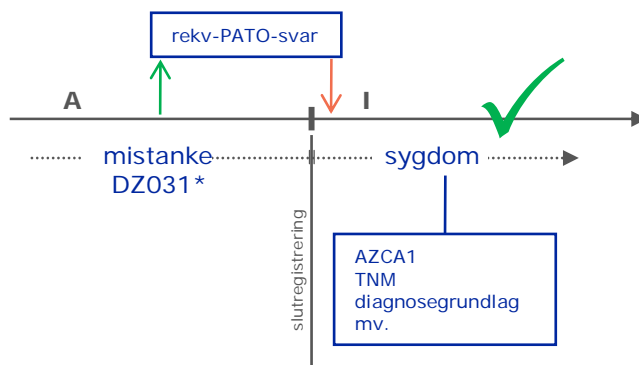 rekv-PATO-svar
A
I
mistanke
DZ031*
sygdom
slutregistrering
AZCA1
TNM
diagnosegrundlag
mv.